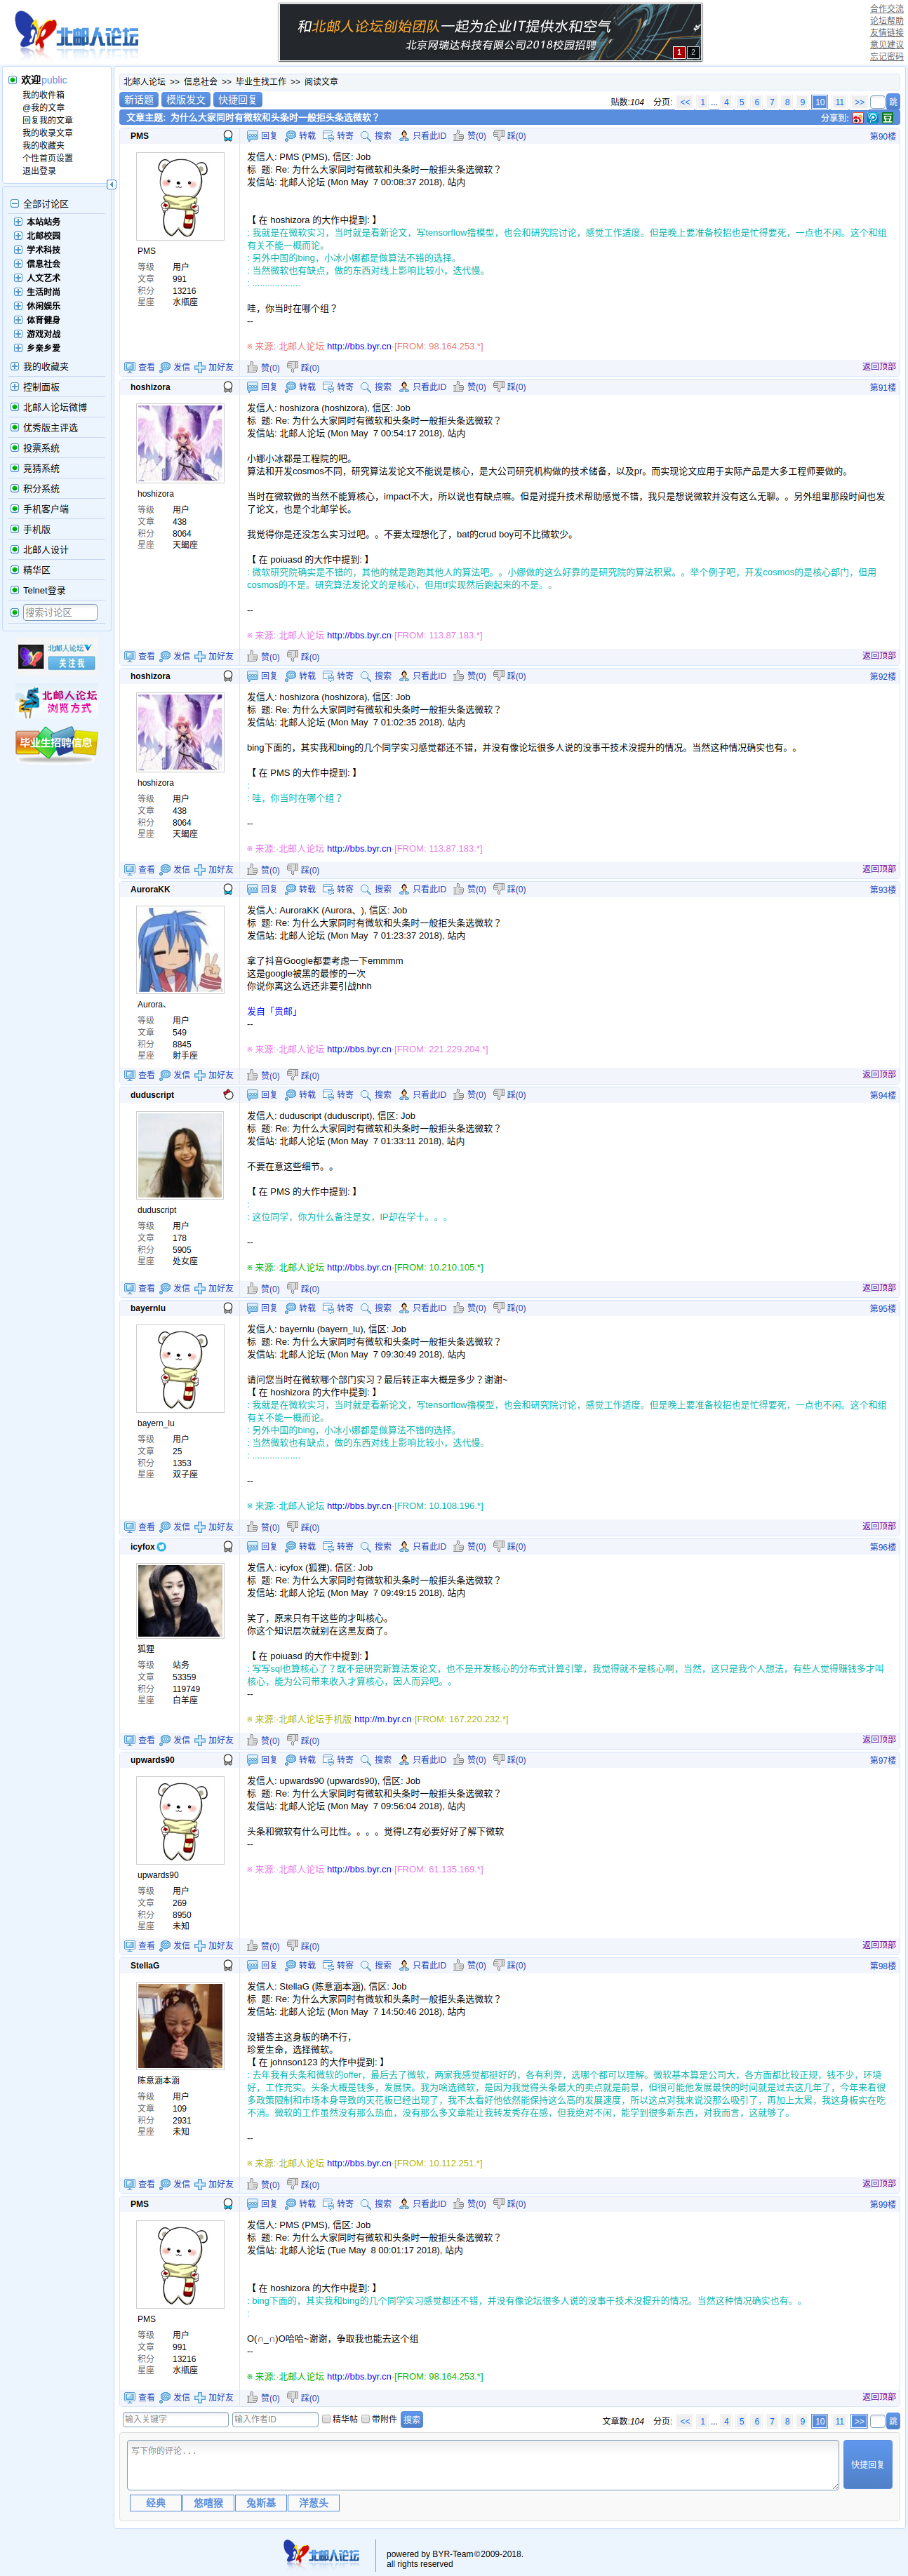 北邮人论坛
和北邮人论坛创始团队一起为企业IT提供水和空气
北京网瑞达科技有限公司2018校园招聘
1 2
合作交流
论坛帮助
友情链接
意见建议
忘记密码
欢迎public
我的收件箱
@我的文章
回复我的文章
我的收录文章
我的收藏夹
个性首页设置
退出登录
全部讨论区
本站站务
北邮校园
学术科技
信息社会
人文艺术
生活时尚
休闲娱乐
体育健身
游戏对战
乡亲乡爱
我的收藏夹
控制面板
北邮人论坛微博
优秀版主评选
投票系统
竞猜系统
积分系统
手机客户端
手机版
北邮人设计
精华区
Telnet登录
搜索讨论区
北邮人论坛V
关注我
北邮人论坛
浏览方式
毕业生招聘信息
北邮人论坛 >> 信息社会 >> 毕业生找工作 >> 阅读文章
新话题 模版发文 快捷回复
贴数:104 分页: << 1 ... 4 5 6 7 8 9 10 11 >> 跳
文章主题: 为什么大家同时有微软和头条时一般拒头条选微软？
分享到: 豆
PMS
回复 转载 转寄 搜索 只看此ID 赞(0) 踩(0)
第90楼
PMS
等级 用户
文章 991
积分 13216
星座 水瓶座
发信人: PMS (PMS), 信区: Job
标 题: Re: 为什么大家同时有微软和头条时一般拒头条选微软？
发信站: 北邮人论坛 (Mon May 7 00:08:37 2018), 站内
【 在 hoshizora 的大作中提到: 】
: 我就是在微软实习，当时就是看新论文，写tensorflow撸模型，也会和研究院讨论，感觉工作适度。但是晚上要准备校招也是忙得要死，一点也不闲。这个和组
有关不能一概而论。
: 另外中国的bing，小冰小娜都是做算法不错的选择。
: 当然微软也有缺点，做的东西对线上影响比较小，迭代慢。
: ...................
哇，你当时在哪个组？
--
※ 来源:·北邮人论坛 http://bbs.byr.cn·[FROM: 98.164.253.*]
查看 发信 加好友 赞(0) 踩(0) 返回顶部
hoshizora
回复 转载 转寄 搜索 只看此ID 赞(0) 踩(0)
第91楼
hoshizora
等级 用户
文章 438
积分 8064
星座 天蝎座
发信人: hoshizora (hoshizora), 信区: Job
标 题: Re: 为什么大家同时有微软和头条时一般拒头条选微软？
发信站: 北邮人论坛 (Mon May 7 00:54:17 2018), 站内
小娜小冰都是工程院的吧。
算法和开发cosmos不同，研究算法发论文不能说是核心，是大公司研究机构做的技术储备，以及pr。而实现论文应用于实际产品是大多工程师要做的。
当时在微软做的当然不能算核心，impact不大，所以说也有缺点嘛。但是对提升技术帮助感觉不错，我只是想说微软并没有这么无聊。。另外组里那段时间也发
了论文，也是个北邮学长。
我觉得你是还没怎么实习过吧。。不要太理想化了，bat的crud boy可不比微软少。
【 在 poiuasd 的大作中提到: 】
: 微软研究院确实是不错的，其他的就是跑跑其他人的算法吧。。小娜做的这么好靠的是研究院的算法积累。。举个例子吧，开发cosmos的是核心部门，但用
cosmos的不是。研究算法发论文的是核心，但用tf实现然后跑起来的不是。。
--
※ 来源:·北邮人论坛 http://bbs.byr.cn·[FROM: 113.87.183.*]
查看 发信 加好友 赞(0) 踩(0) 返回顶部
hoshizora
回复 转载 转寄 搜索 只看此ID 赞(0) 踩(0)
第92楼
hoshizora
等级 用户
文章 438
积分 8064
星座 天蝎座
发信人: hoshizora (hoshizora), 信区: Job
标 题: Re: 为什么大家同时有微软和头条时一般拒头条选微软？
发信站: 北邮人论坛 (Mon May 7 01:02:35 2018), 站内
bing下面的，其实我和bing的几个同学实习感觉都还不错，并没有像论坛很多人说的没事干技术没提升的情况。当然这种情况确实也有。。
【 在 PMS 的大作中提到: 】
:
: 哇，你当时在哪个组？
--
※ 来源:·北邮人论坛 http://bbs.byr.cn·[FROM: 113.87.183.*]
查看 发信 加好友 赞(0) 踩(0) 返回顶部
AuroraKK
回复 转载 转寄 搜索 只看此ID 赞(0) 踩(0)
第93楼
Aurora、
等级 用户
文章 549
积分 8845
星座 射手座
发信人: AuroraKK (Aurora、), 信区: Job
标 题: Re: 为什么大家同时有微软和头条时一般拒头条选微软？
发信站: 北邮人论坛 (Mon May 7 01:23:37 2018), 站内
拿了抖音Google都要考虑一下emmmm
这是google被黑的最惨的一次
你说你离这么远还非要引战hhh
发自「贵邮」
--
※ 来源:·北邮人论坛 http://bbs.byr.cn·[FROM: 221.229.204.*]
查看 发信 加好友 赞(0) 踩(0) 返回顶部
duduscript
回复 转载 转寄 搜索 只看此ID 赞(0) 踩(0)
第94楼
duduscript
等级 用户
文章 178
积分 5905
星座 处女座
发信人: duduscript (duduscript), 信区: Job
标 题: Re: 为什么大家同时有微软和头条时一般拒头条选微软？
发信站: 北邮人论坛 (Mon May 7 01:33:11 2018), 站内
不要在意这些细节。。
【 在 PMS 的大作中提到: 】
:
: 这位同学，你为什么备注是女，IP却在学十。。。
--
※ 来源:·北邮人论坛 http://bbs.byr.cn·[FROM: 10.210.105.*]
查看 发信 加好友 赞(0) 踩(0) 返回顶部
bayernlu
回复 转载 转寄 搜索 只看此ID 赞(0) 踩(0)
第95楼
bayern_lu
等级 用户
文章 25
积分 1353
星座 双子座
发信人: bayernlu (bayern_lu), 信区: Job
标 题: Re: 为什么大家同时有微软和头条时一般拒头条选微软？
发信站: 北邮人论坛 (Mon May 7 09:30:49 2018), 站内
请问您当时在微软哪个部门实习？最后转正率大概是多少？谢谢~
【 在 hoshizora 的大作中提到: 】
: 我就是在微软实习，当时就是看新论文，写tensorflow撸模型，也会和研究院讨论，感觉工作适度。但是晚上要准备校招也是忙得要死，一点也不闲。这个和组
有关不能一概而论。
: 另外中国的bing，小冰小娜都是做算法不错的选择。
: 当然微软也有缺点，做的东西对线上影响比较小，迭代慢。
: ...................
--
※ 来源:·北邮人论坛 http://bbs.byr.cn·[FROM: 10.108.196.*]
查看 发信 加好友 赞(0) 踩(0) 返回顶部
icyfox
回复 转载 转寄 搜索 只看此ID 赞(0) 踩(0)
第96楼
狐狸
等级 站务
文章 53359
积分 119749
星座 白羊座
发信人: icyfox (狐狸), 信区: Job
标 题: Re: 为什么大家同时有微软和头条时一般拒头条选微软？
发信站: 北邮人论坛 (Mon May 7 09:49:15 2018), 站内
笑了，原来只有干这些的才叫核心。
你这个知识层次就别在这黑友商了。
【 在 poiuasd 的大作中提到: 】
: 写写sql也算核心了？既不是研究新算法发论文，也不是开发核心的分布式计算引擎，我觉得就不是核心啊，当然，这只是我个人想法，有些人觉得赚钱多才叫
核心，能为公司带来收入才算核心，因人而异吧。。
--
※ 来源:·北邮人论坛手机版 http://m.byr.cn·[FROM: 167.220.232.*]
查看 发信 加好友 赞(0) 踩(0) 返回顶部
upwards90
回复 转载 转寄 搜索 只看此ID 赞(0) 踩(0)
第97楼
upwards90
等级 用户
文章 269
积分 8950
星座 未知
发信人: upwards90 (upwards90), 信区: Job
标 题: Re: 为什么大家同时有微软和头条时一般拒头条选微软？
发信站: 北邮人论坛 (Mon May 7 09:56:04 2018), 站内
头条和微软有什么可比性。。。。觉得LZ有必要好好了解下微软
--
※ 来源:·北邮人论坛 http://bbs.byr.cn·[FROM: 61.135.169.*]
查看 发信 加好友 赞(0) 踩(0) 返回顶部
StellaG
回复 转载 转寄 搜索 只看此ID 赞(0) 踩(0)
第98楼
陈意涵本涵
等级 用户
文章 109
积分 2931
星座 未知
发信人: StellaG (陈意涵本涵), 信区: Job
标 题: Re: 为什么大家同时有微软和头条时一般拒头条选微软？
发信站: 北邮人论坛 (Mon May 7 14:50:46 2018), 站内
没错答主这身板的确不行，
珍爱生命，选择微软。
【 在 johnson123 的大作中提到: 】
: 去年我有头条和微软的offer，最后去了微软，两家我感觉都挺好的，各有利弊，选哪个都可以理解。微软基本算是公司大，各方面都比较正规，钱不少，环境
好，工作充实。头条大概是钱多，发展快。我为啥选微软，是因为我觉得头条最大的卖点就是前景，但很可能他发展最快的时间就是过去这几年了，今年来看很
多政策限制和市场本身导致的天花板已经出现了，我不太看好他依然能保持这么高的发展速度，所以这点对我来说没那么吸引了，再加上太累，我这身板实在吃
不消。微软的工作虽然没有那么热血，没有那么多文章能让我转发秀存在感，但我绝对不闲，能学到很多新东西，对我而言，这就够了。
--
※ 来源:·北邮人论坛 http://bbs.byr.cn·[FROM: 10.112.251.*]
查看 发信 加好友 赞(0) 踩(0) 返回顶部
PMS
回复 转载 转寄 搜索 只看此ID 赞(0) 踩(0)
第99楼
PMS
等级 用户
文章 991
积分 13216
星座 水瓶座
发信人: PMS (PMS), 信区: Job
标 题: Re: 为什么大家同时有微软和头条时一般拒头条选微软？
发信站: 北邮人论坛 (Tue May 8 00:01:17 2018), 站内
【 在 hoshizora 的大作中提到: 】
: bing下面的，其实我和bing的几个同学实习感觉都还不错，并没有像论坛很多人说的没事干技术没提升的情况。当然这种情况确实也有。。
:
O(∩_∩)O哈哈~谢谢，争取我也能去这个组
--
※ 来源:·北邮人论坛 http://bbs.byr.cn·[FROM: 98.164.253.*]
查看 发信 加好友 赞(0) 踩(0) 返回顶部
输入关键字 输入作者ID 精华帖 带附件 搜索
文章数:104 分页: << 1 ... 4 5 6 7 8 9 10 11 >> 跳
写下你的评论...
快捷回复
经典 悠嘻猴 兔斯基 洋葱头
北邮人论坛
powered by BYR-Team©2009-2018.
all rights reserved